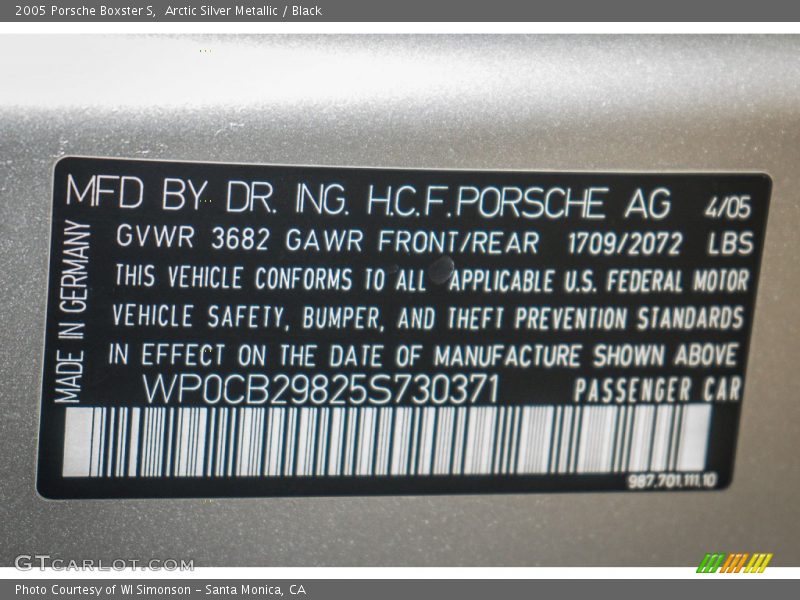 2005 Porsche Boxster S,  Arctic Silver Metallic / Black
MFD BY DR. ING. H.C.F.PORSCHE AG 4/05
GVWR 3682 GAWR FRONT/REAR 1709/2072 LBS
THIS VEHICLE CONFORMS TO ALL APPLICABLE U.S. FEDERAL MOTOR
VEHICLE SAFETY, BUMPER, AND THEFT PREVENTION STANDARDS
IN EFFECT ON THE DATE OF MANUFACTURE SHOWN ABOVE
WP0CB29825S730371 PASSENGER CAR
MADE IN GERMANY
987.701.111.10
GTCARLOT.COM
Photo Courtesy of WI Simonson - Santa Monica, CA